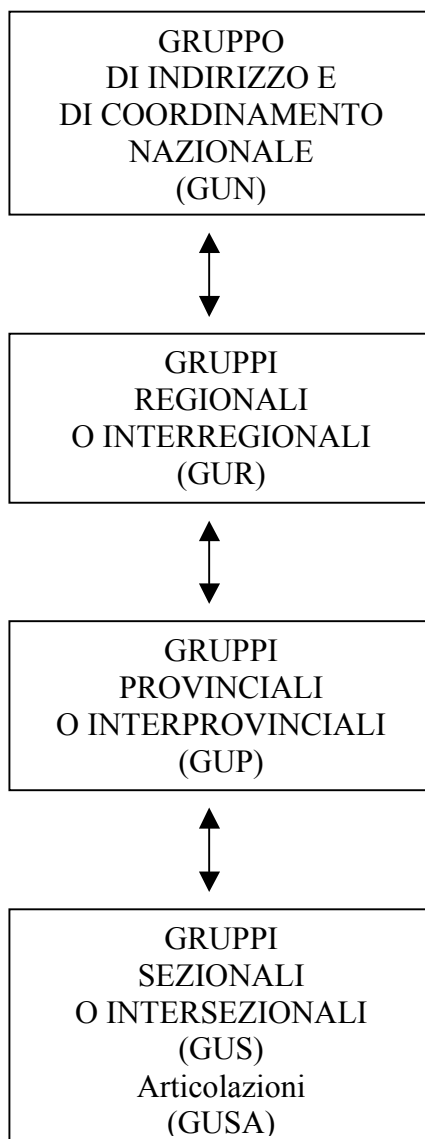 GRUPPO
DI INDIRIZZO E
DI COORDINAMENTO
NAZIONALE
(GUN)
GRUPPI
REGIONALI
O INTERREGIONALI
(GUR)
GRUPPI
PROVINCIALI
O INTERPROVINCIALI
(GUP)
GRUPPI
SEZIONALI
O INTERSEZIONALI
(GUS)
Articolazioni
(GUSA)